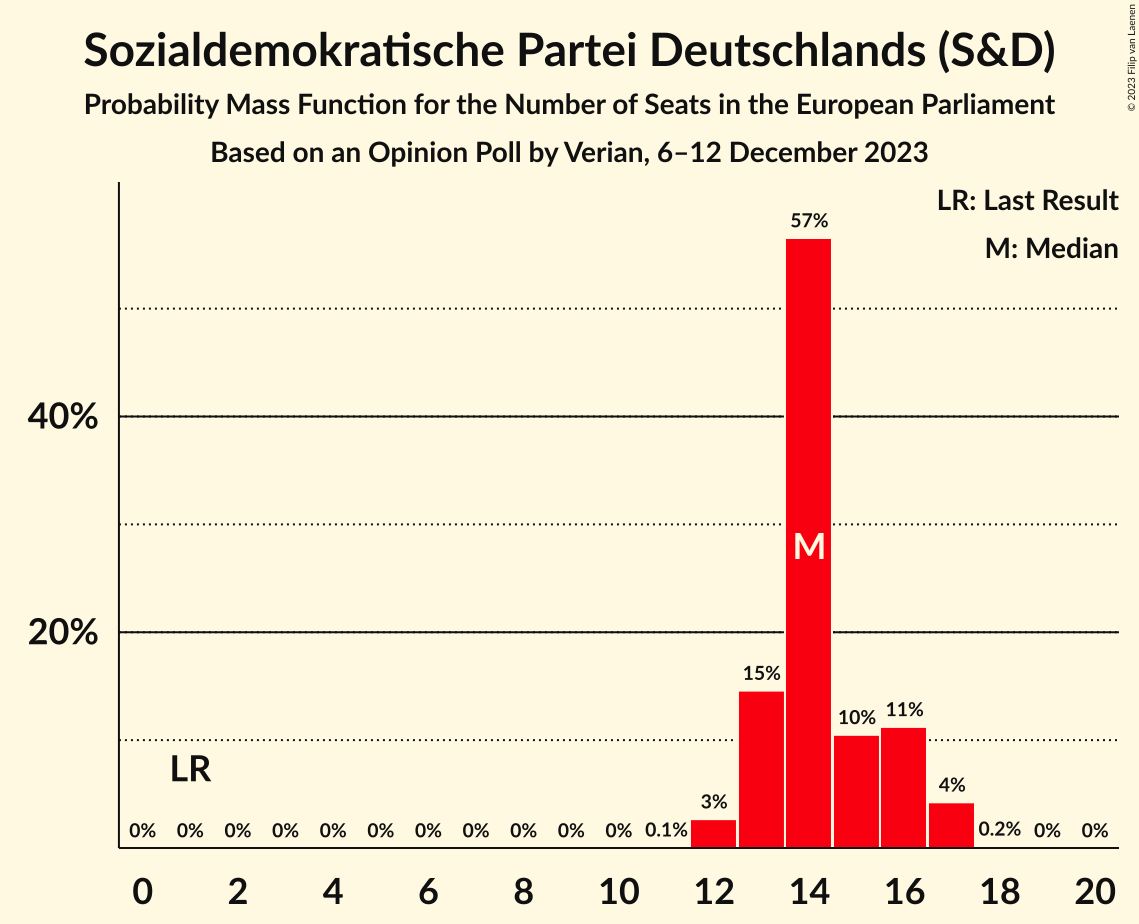 Sozialdemokratische Partei Deutschlands (S&D)
Probability Mass Function for the Number of Seats in the European Parliament
Based on an Opinion Poll by Verian, 6–12 December 2023
© 2023 Filip van Laenen
LR: Last Result
M: Median
57%
40%
M
20%
15%
10%
11%
LR
3%
4%
0%
0%
0%
0%
0%
0%
0%
0%
0%
0%
0%
0.1%
0.2%
0%
0%
0 2 4 6 8 10 12 14 16 18 20